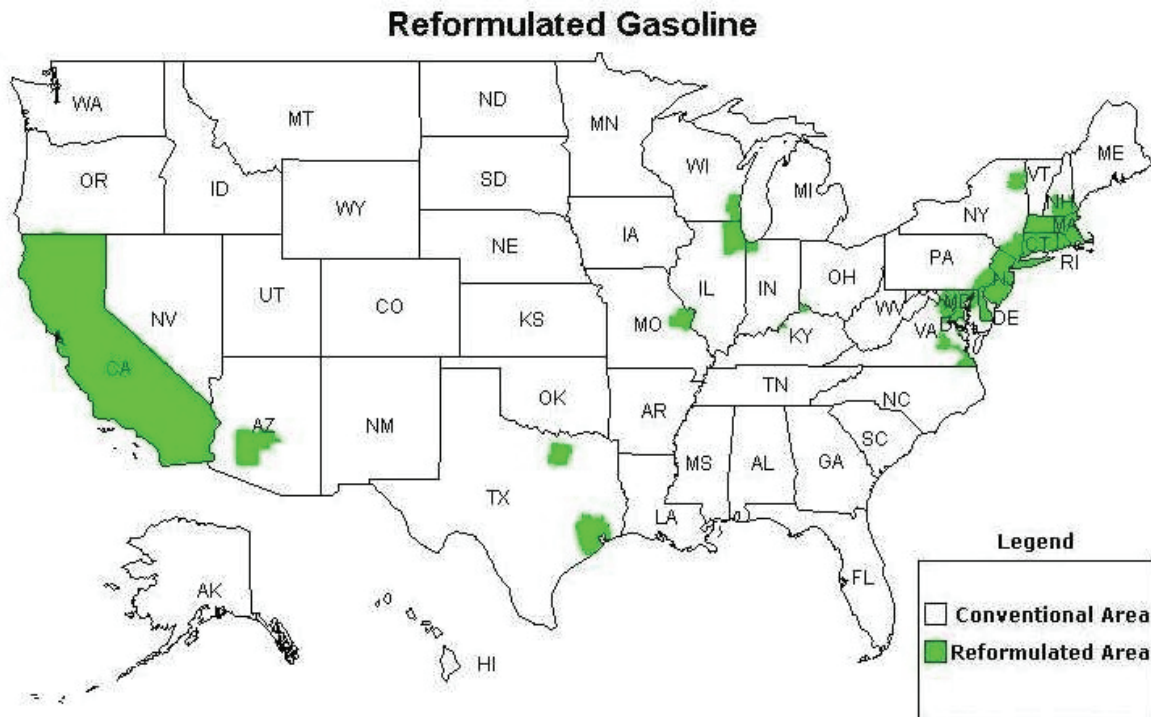 Reformulated Gasoline
WA
MT
ND
MN
ME
OR
ID
SD
WI
MI
VT
NH
WY
NY
MA
CT
RI
NE
IA
PA
NJ
NV
UT
CO
IL
IN
OH
MD
KS
MO
WV
VA
DC
DE
KY
CA
AZ
NM
OK
AR
TN
NC
SC
TX
MS
AL
GA
LA
FL
AK
HI
Legend
Conventional Area
Reformulated Area